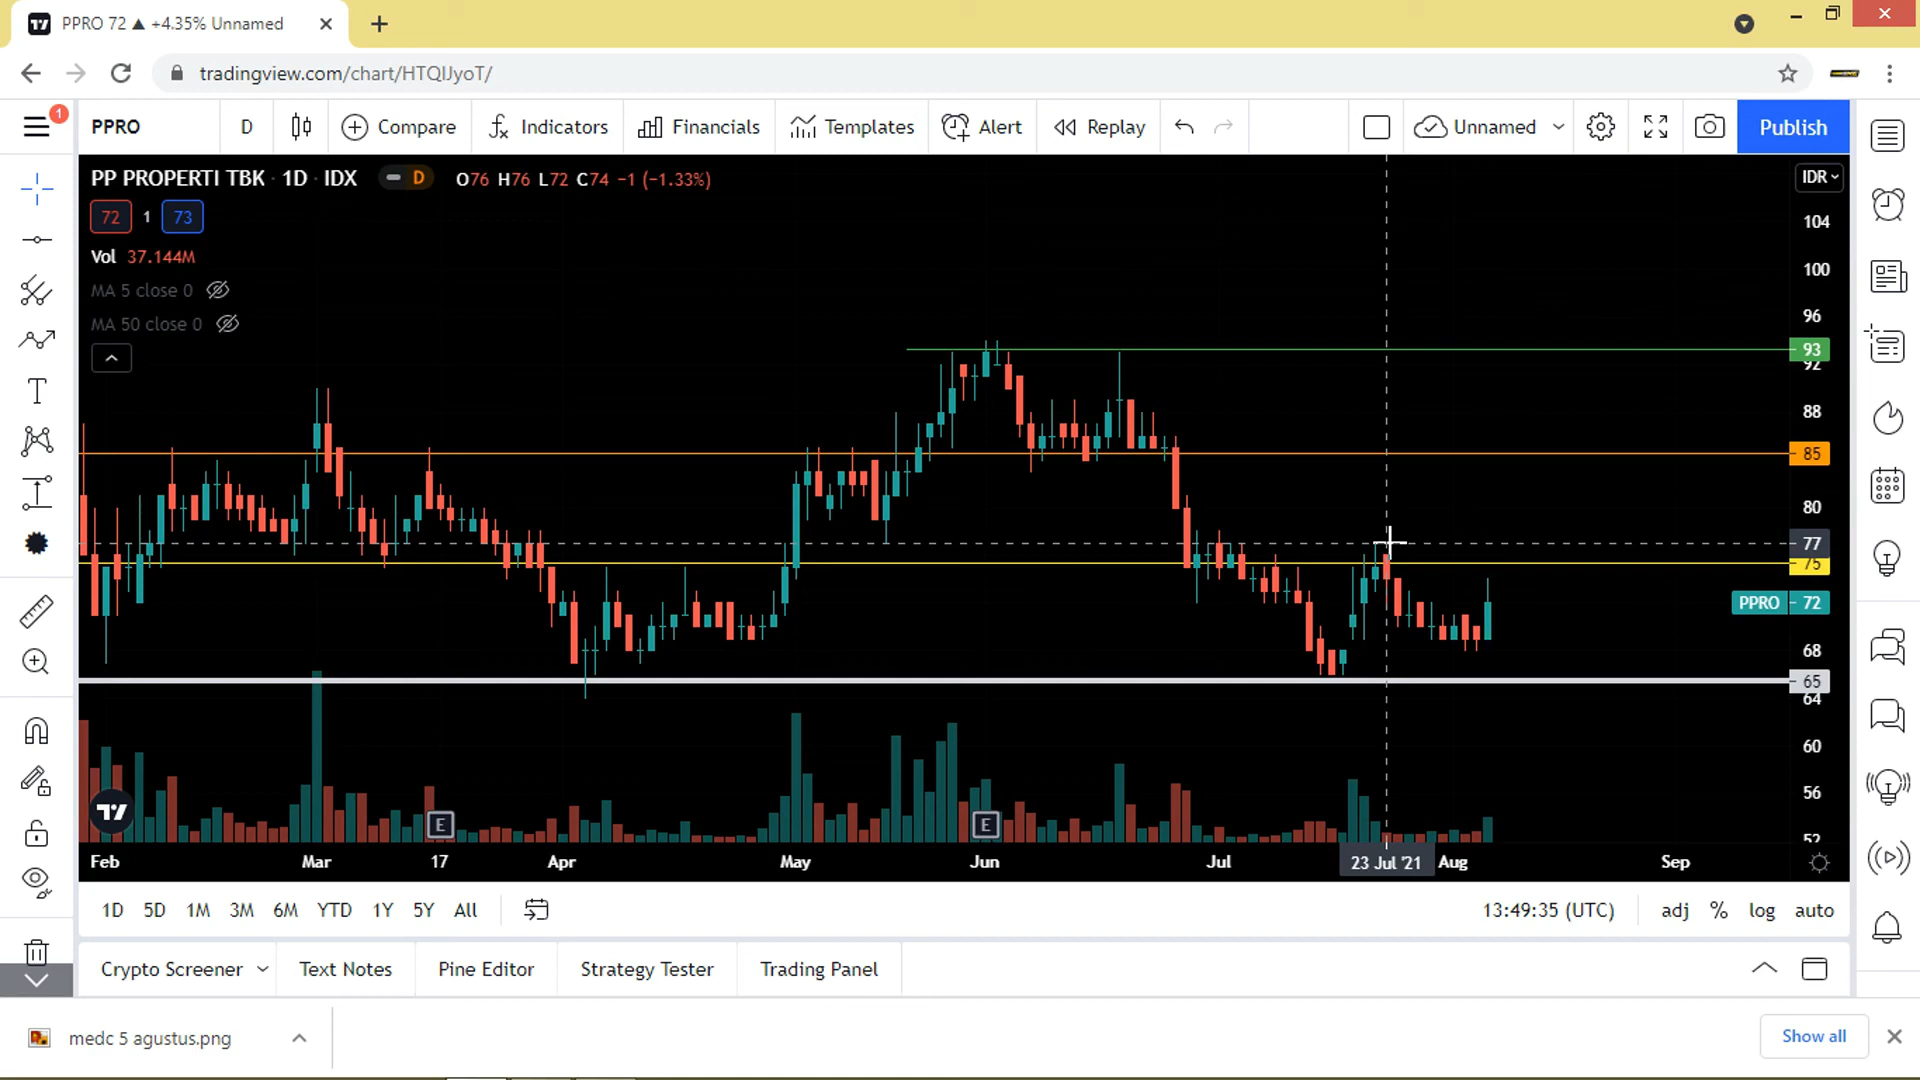 PPRO 72 ▲ +4.35% Unnamed
tradingview.com/chart/HTQIJyoT/
1
PPRO D Compare Indicators Financials Templates Alert Replay Unnamed Publish
PP PROPERTI TBK · 1D · IDX D O76 H76 L72 C74 −1 (−1.33%) IDR
72 1 73
Vol 37.144M
MA 5 close 0
MA 50 close 0
104
100
96
93
92
88
85
80
77
75
PPRO 72
68
65
64
60
56
52
E E
Feb Mar 17 Apr May Jun Jul 23 Jul '21 Aug Sep
1D 5D 1M 3M 6M YTD 1Y 5Y All 13:49:35 (UTC) adj % log auto
Crypto Screener Text Notes Pine Editor Strategy Tester Trading Panel
medc 5 agustus.png Show all